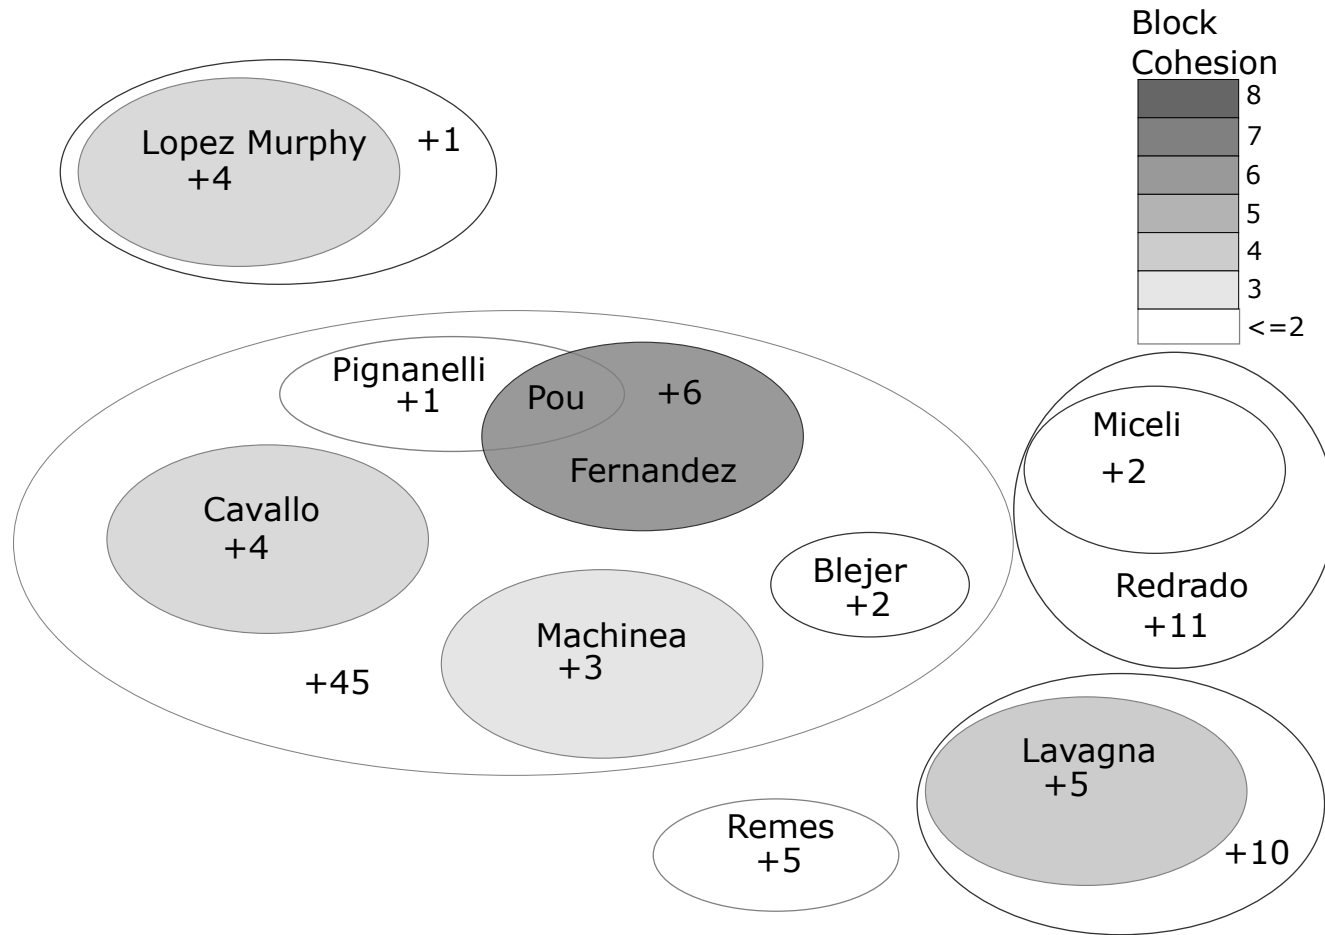 Block
Cohesion
8
7
6
5
4
3
<=2
Lopez Murphy
+4
+1
Pignanelli
+1
Pou
+6
Fernandez
Cavallo
+4
Blejer
+2
Machinea
+3
+45
Miceli
+2
Redrado
+11
Lavagna
+5
+10
Remes
+5